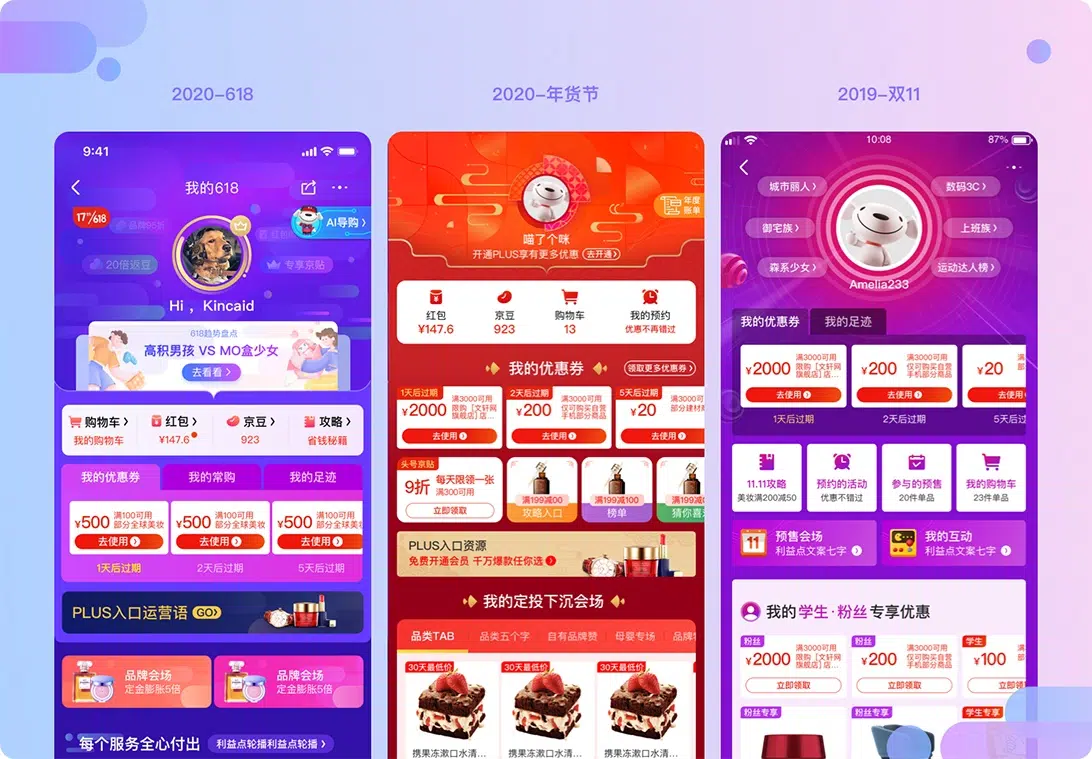 2020-618
9:41
我的618
17周/618
品牌5折
AI导购
20倍返豆
专享京贴
Hi ，Kincaid
618趋势盘点
高积男孩 VS MO盒少女
去看看
购物车
红包
京豆
攻略
我的购物车
¥147.6
923
省钱秘籍
我的优惠券
我的常购
我的足迹
¥500
满100可用
部分全球美妆
去使用
¥500
满100可用
部分全球美妆
去使用
¥500
满100可用
部分全球美妆
去使用
1天后过期
2天后过期
5天后过期
PLUS入口运营语
GO
品牌会场
定金膨胀5倍
品牌会场
定金膨胀5倍
每个服务全心付出
利益点轮播利益点轮播
2020-年货节
年度
账单
喵了个咪
开通PLUS享有更多优惠
去开通
红包
京豆
购物车
我的预约
¥147.6
923
13
优惠不再错过
我的优惠券
领取更多优惠券
1天后过期
¥2000
满3000可用
限购 [文轩网
旗舰店] 店...
去使用
2天后过期
¥200
满3000可用
仅可购买自营
手机部分商品
去使用
5天后过期
¥20
满3
部分建材
去使用
头号京贴
9折
每天限领一张
满300可用
立即领取
满199减00
攻略入口
满199减100
榜单
满199减
猜你喜
PLUS入口资源
免费开通会员 千万爆款任你选
我的定投下沉会场
品类TAB
品类五个字
自有品牌赞
母婴专场
品牌
30天最低价
30天最低价
30天最低价
携果冻漱口水清...
携果冻漱口水清...
携果冻漱口水清...
2019-双11
10:08
87%
城市丽人
数码3C
御宅族
上班族
森系少女
运动达人榜
Amelia233
我的优惠券
我的足迹
¥2000
满3000可用
限购 [文轩网
旗舰店] 店...
去使用
¥200
满3000可用
仅可购买自营
手机部分商品
去使用
¥20
满3
部
去使用
1天后过期
2天后过期
5天后过
11.11攻略
美妆满200减50
预约的活动
优惠不错过
参与的预售
20件单品
我的购物车
23件单品
11
预售会场
利益点文案七字
我的互动
利益点文案七字
我的 学生·粉丝 专享优惠
粉丝
¥2000
满3000可用
限购 [文轩网
旗舰店] 店...
立即领取
粉丝
¥200
满3000可用
仅可购买自营
手机部分商品
立即领取
学生
¥100
满3
部
立即领
粉丝专享
粉丝专享
学生专享